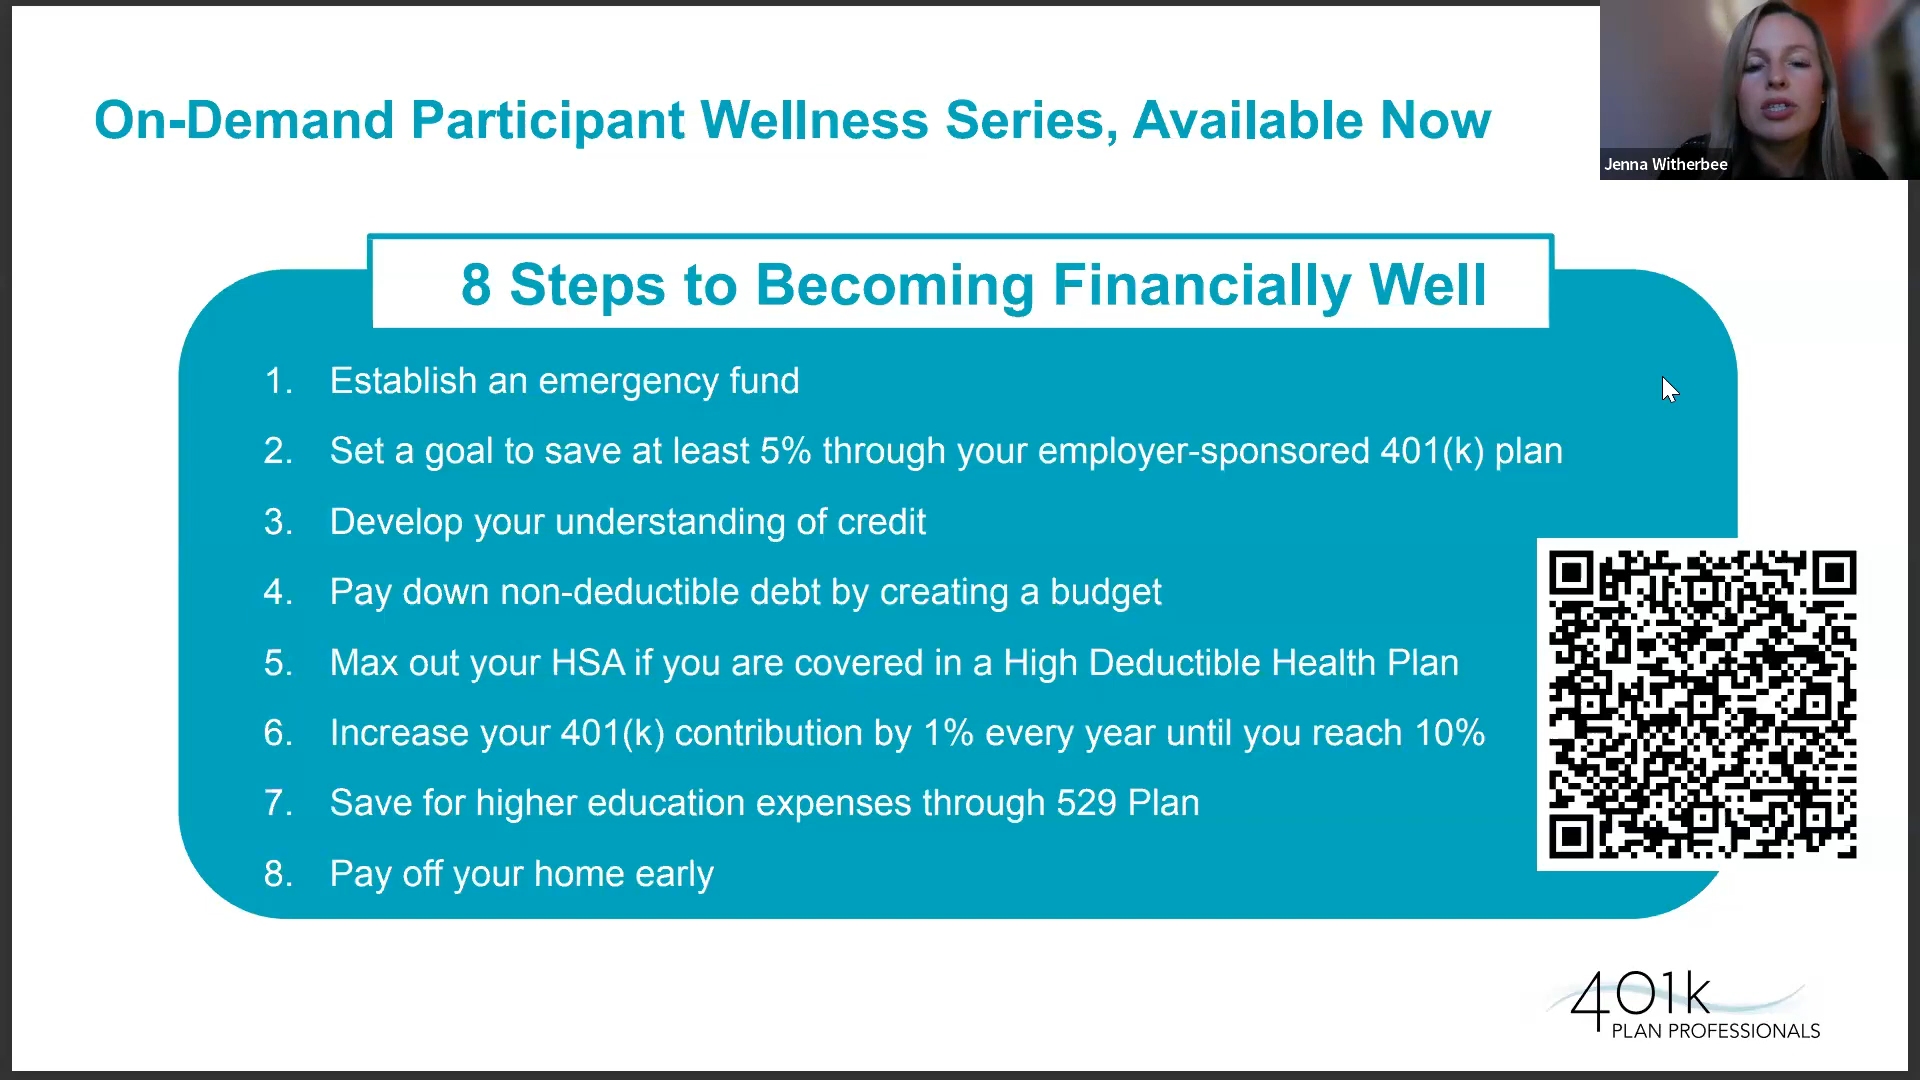 On-Demand Participant Wellness Series, Available Now
Jenna Witherbee
8 Steps to Becoming Financially Well
1. Establish an emergency fund
2. Set a goal to save at least 5% through your employer-sponsored 401(k) plan
3. Develop your understanding of credit
4. Pay down non-deductible debt by creating a budget
5. Max out your HSA if you are covered in a High Deductible Health Plan
6. Increase your 401(k) contribution by 1% every year until you reach 10%
7. Save for higher education expenses through 529 Plan
8. Pay off your home early
401k
PLAN PROFESSIONALS